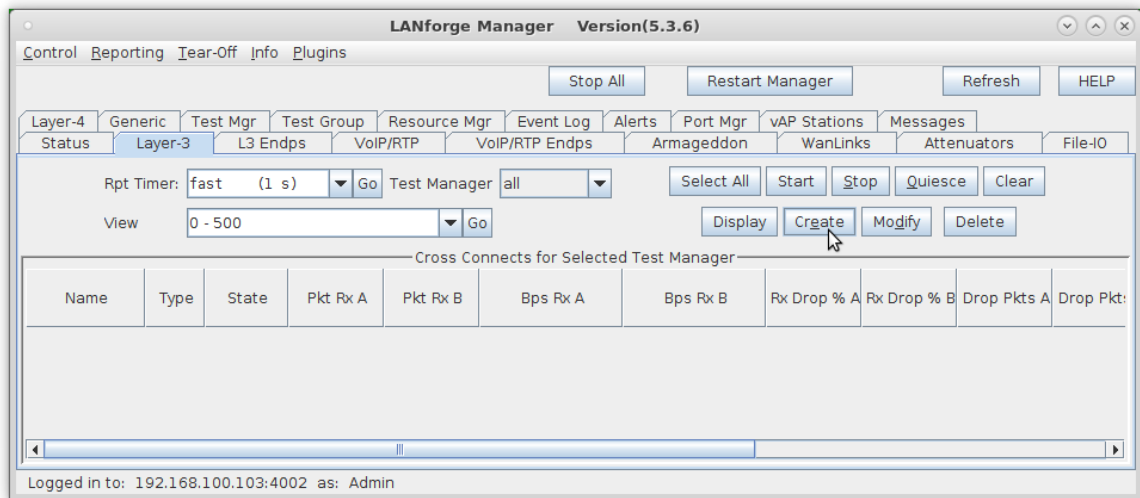 LANforge Manager Version(5.3.6)
Control Reporting Tear-Off Info Plugins
Stop All Restart Manager Refresh HELP
Layer-4 Generic Test Mgr Test Group Resource Mgr Event Log Alerts Port Mgr vAP Stations Messages
Status Layer-3 L3 Endps VoIP/RTP VoIP/RTP Endps Armageddon WanLinks Attenuators File-IO
Rpt Timer: fast (1 s) Go Test Manager all Select All Start Stop Quiesce Clear
View 0 - 500 Go Display Create Modify Delete
Cross Connects for Selected Test Manager
Name Type State Pkt Rx A Pkt Rx B Bps Rx A Bps Rx B Rx Drop % A Rx Drop % B Drop Pkts A Drop Pkts
Logged in to: 192.168.100.103:4002 as: Admin